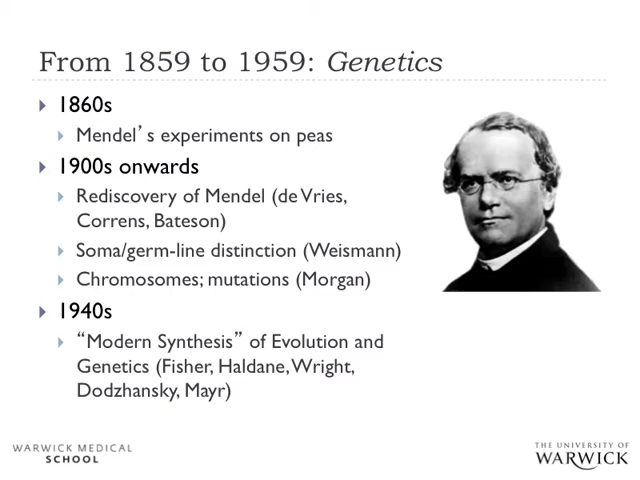 From 1859 to 1959: Genetics
1860s
Mendel's experiments on peas
1900s onwards
Rediscovery of Mendel (de Vries,
Correns, Bateson)
Soma/germ-line distinction (Weismann)
Chromosomes; mutations (Morgan)
1940s
“Modern Synthesis” of Evolution and
Genetics (Fisher, Haldane, Wright,
Dodzhansky, Mayr)
WARWICK MEDICAL
SCHOOL
THE UNIVERSITY OF
WARWICK